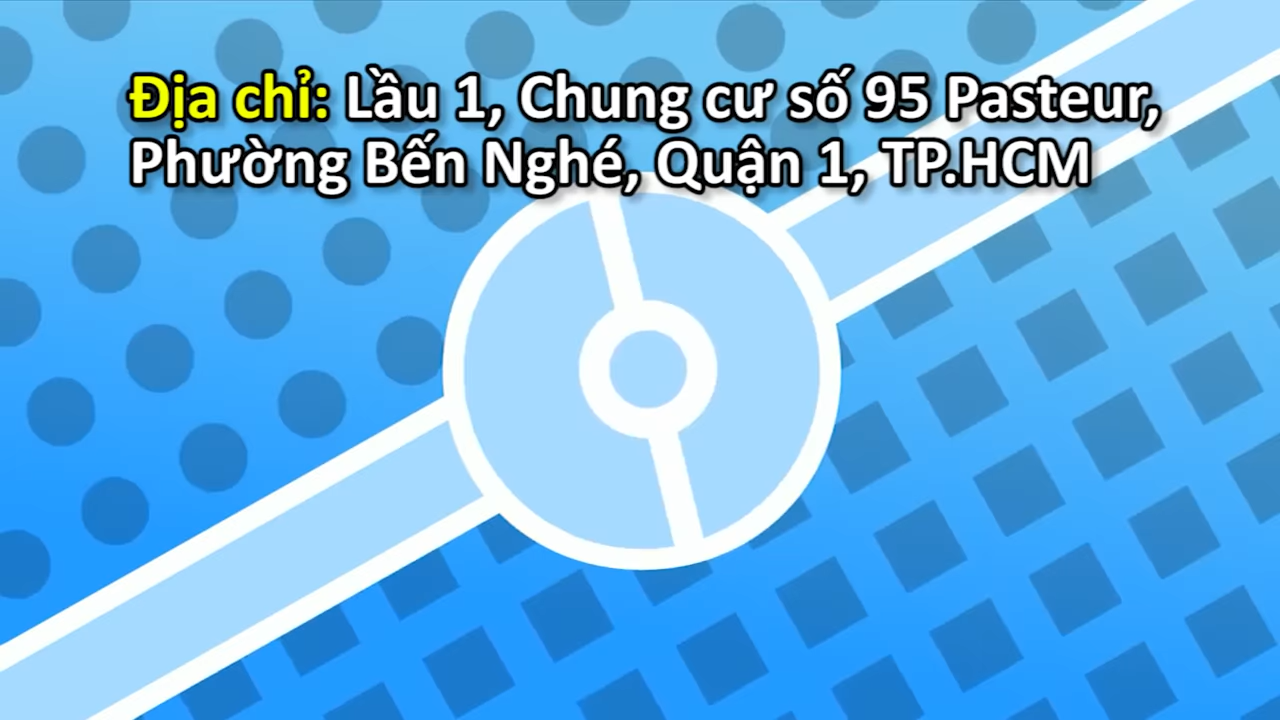 Địa chỉ: Lầu 1, Chung cư số 95 Pasteur,
Phường Bến Nghé, Quận 1, TP.HCM